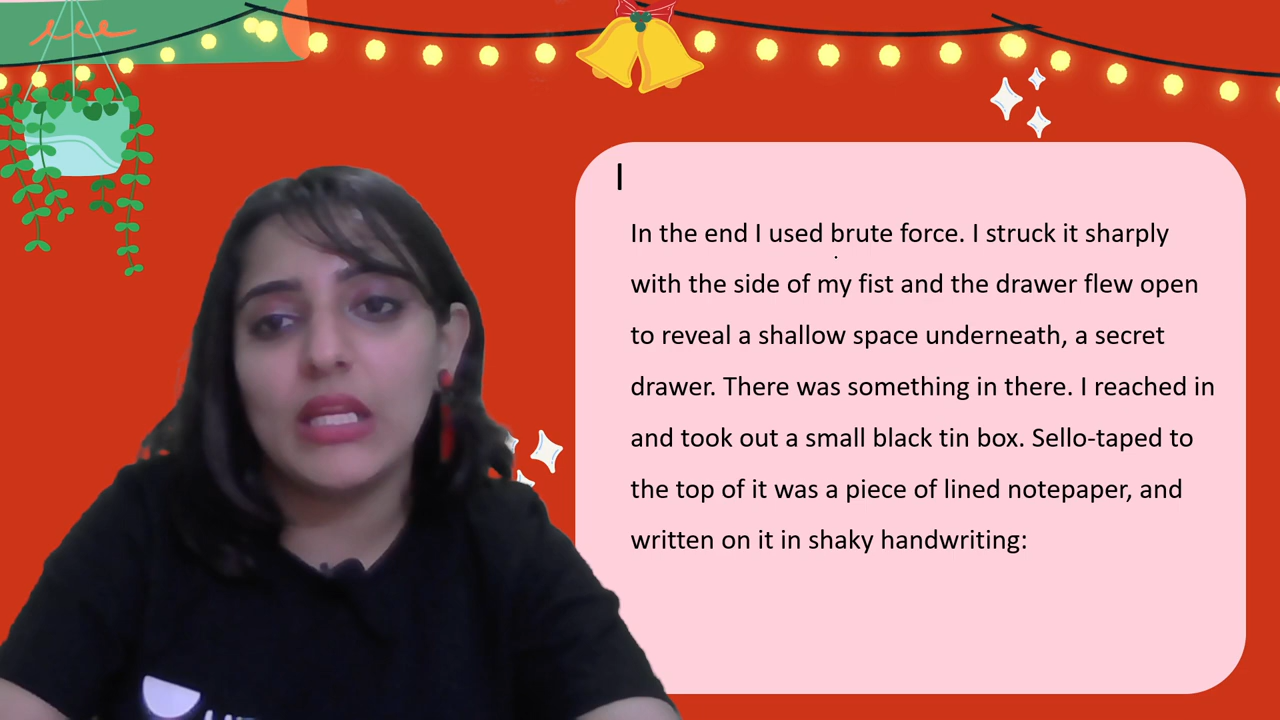 In the end I used brute force. I struck it sharply
with the side of my fist and the drawer flew open
to reveal a shallow space underneath, a secret
drawer. There was something in there. I reached in
and took out a small black tin box. Sello-taped to
the top of it was a piece of lined notepaper, and
written on it in shaky handwriting: